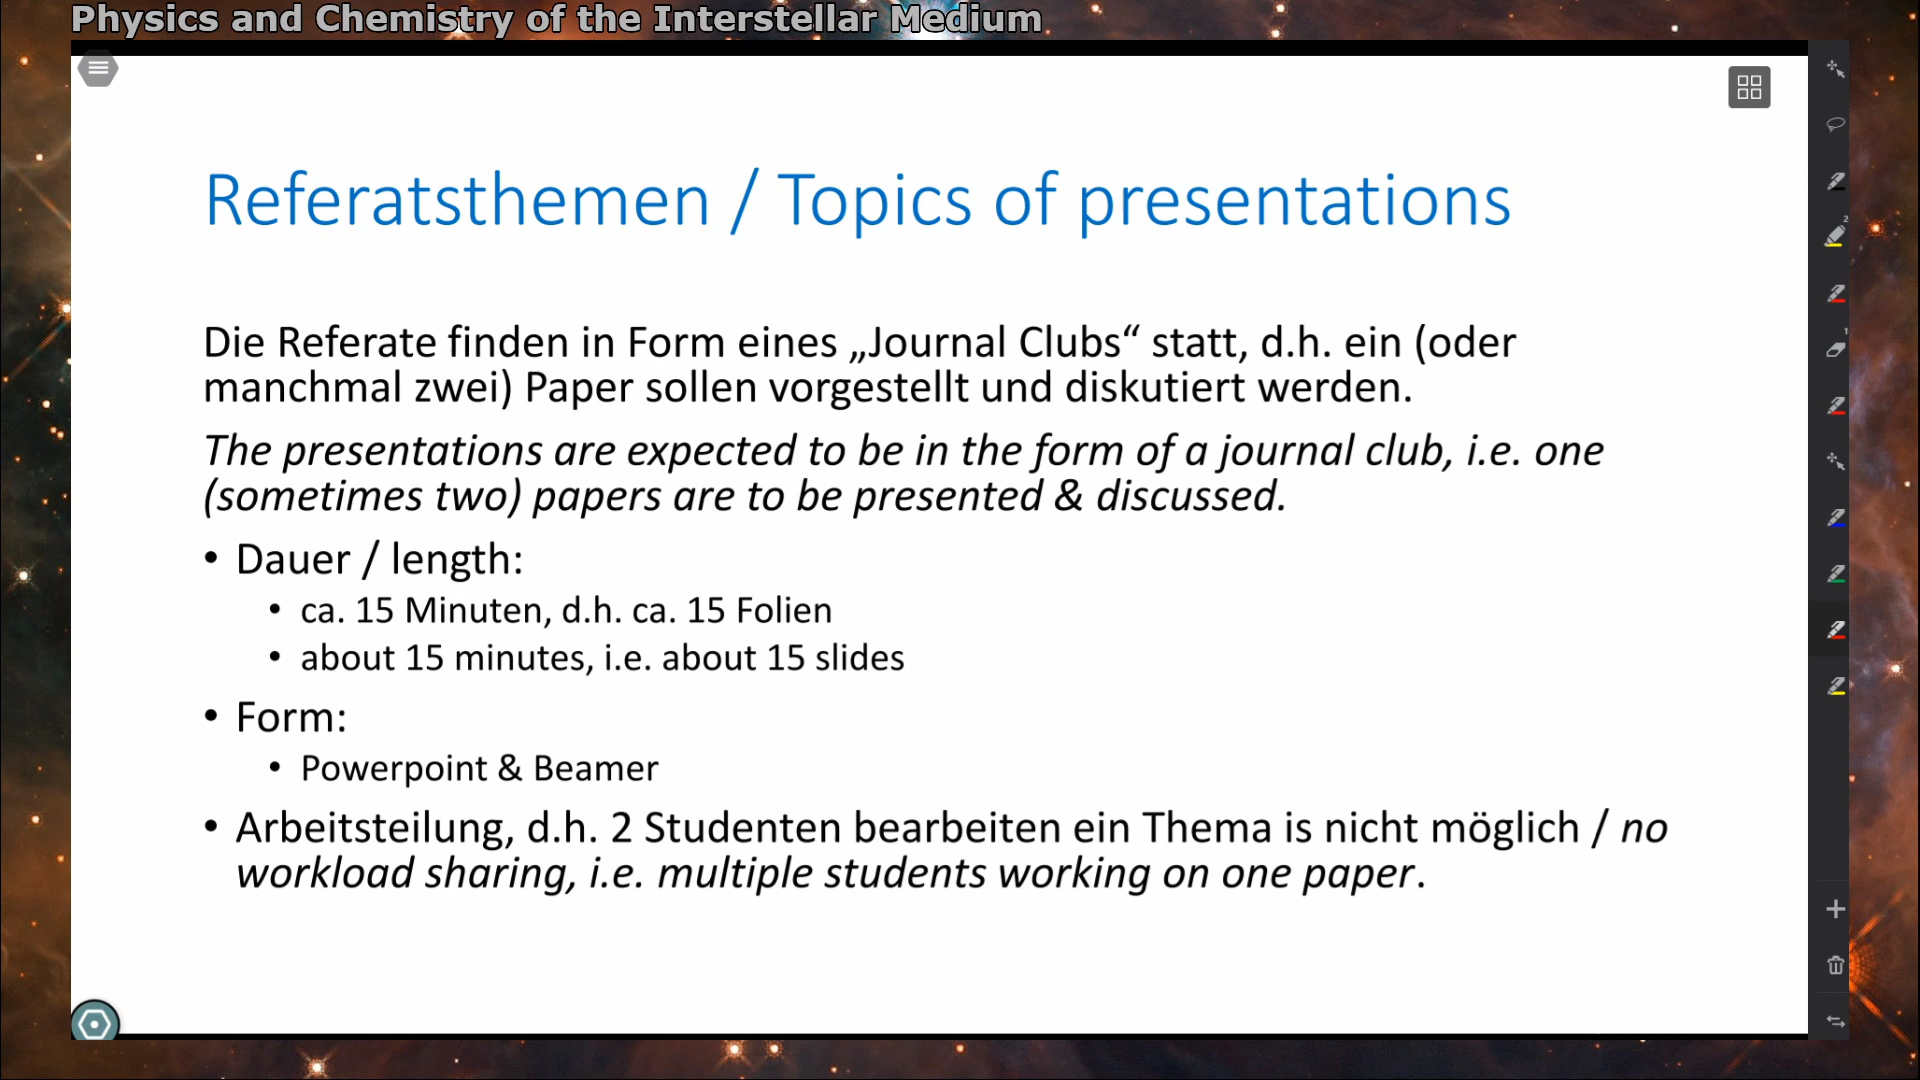 Physics and Chemistry of the Interstellar Medium
Referatsthemen / Topics of presentations
Die Referate finden in Form eines „Journal Clubs“ statt, d.h. ein (oder
manchmal zwei) Paper sollen vorgestellt und diskutiert werden.
The presentations are expected to be in the form of a journal club, i.e. one
(sometimes two) papers are to be presented & discussed.
• Dauer / length:
• ca. 15 Minuten, d.h. ca. 15 Folien
• about 15 minutes, i.e. about 15 slides
• Form:
• Powerpoint & Beamer
• Arbeitsteilung, d.h. 2 Studenten bearbeiten ein Thema is nicht möglich / no
workload sharing, i.e. multiple students working on one paper.
2
1